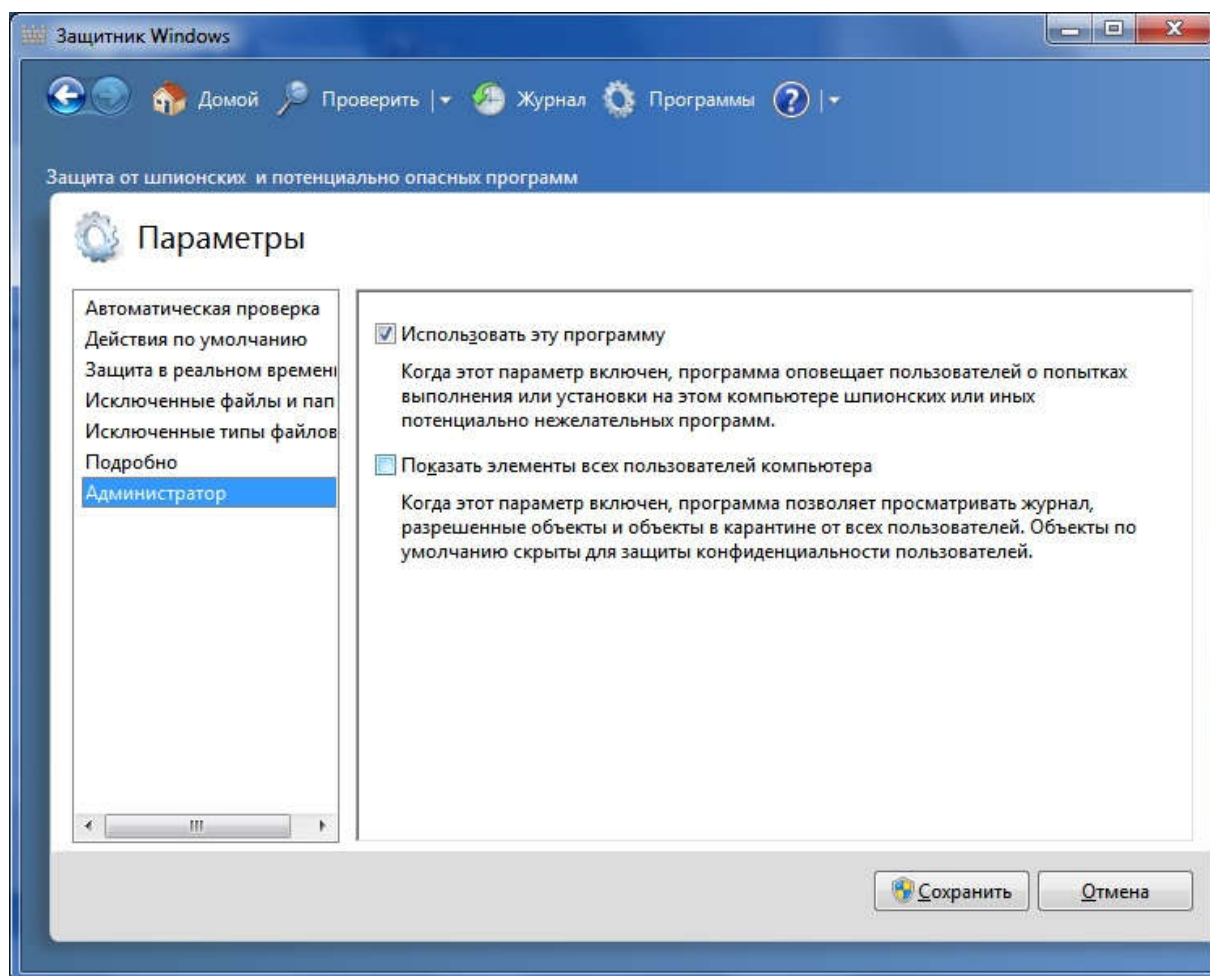 Защитник Windows
Домой Проверить Журнал Программы
Защита от шпионских и потенциально опасных программ
Параметры
Автоматическая проверка
Действия по умолчанию
Защита в реальном времени
Исключенные файлы и пап
Исключенные типы файлов
Подробно
Администратор
Использовать эту программу
Когда этот параметр включен, программа оповещает пользователей о попытках
выполнения или установки на этом компьютере шпионских или иных
потенциально нежелательных программ.
Показать элементы всех пользователей компьютера
Когда этот параметр включен, программа позволяет просматривать журнал,
разрешенные объекты и объекты в карантине от всех пользователей. Объекты по
умолчанию скрыты для защиты конфиденциальности пользователей.
Сохранить Отмена